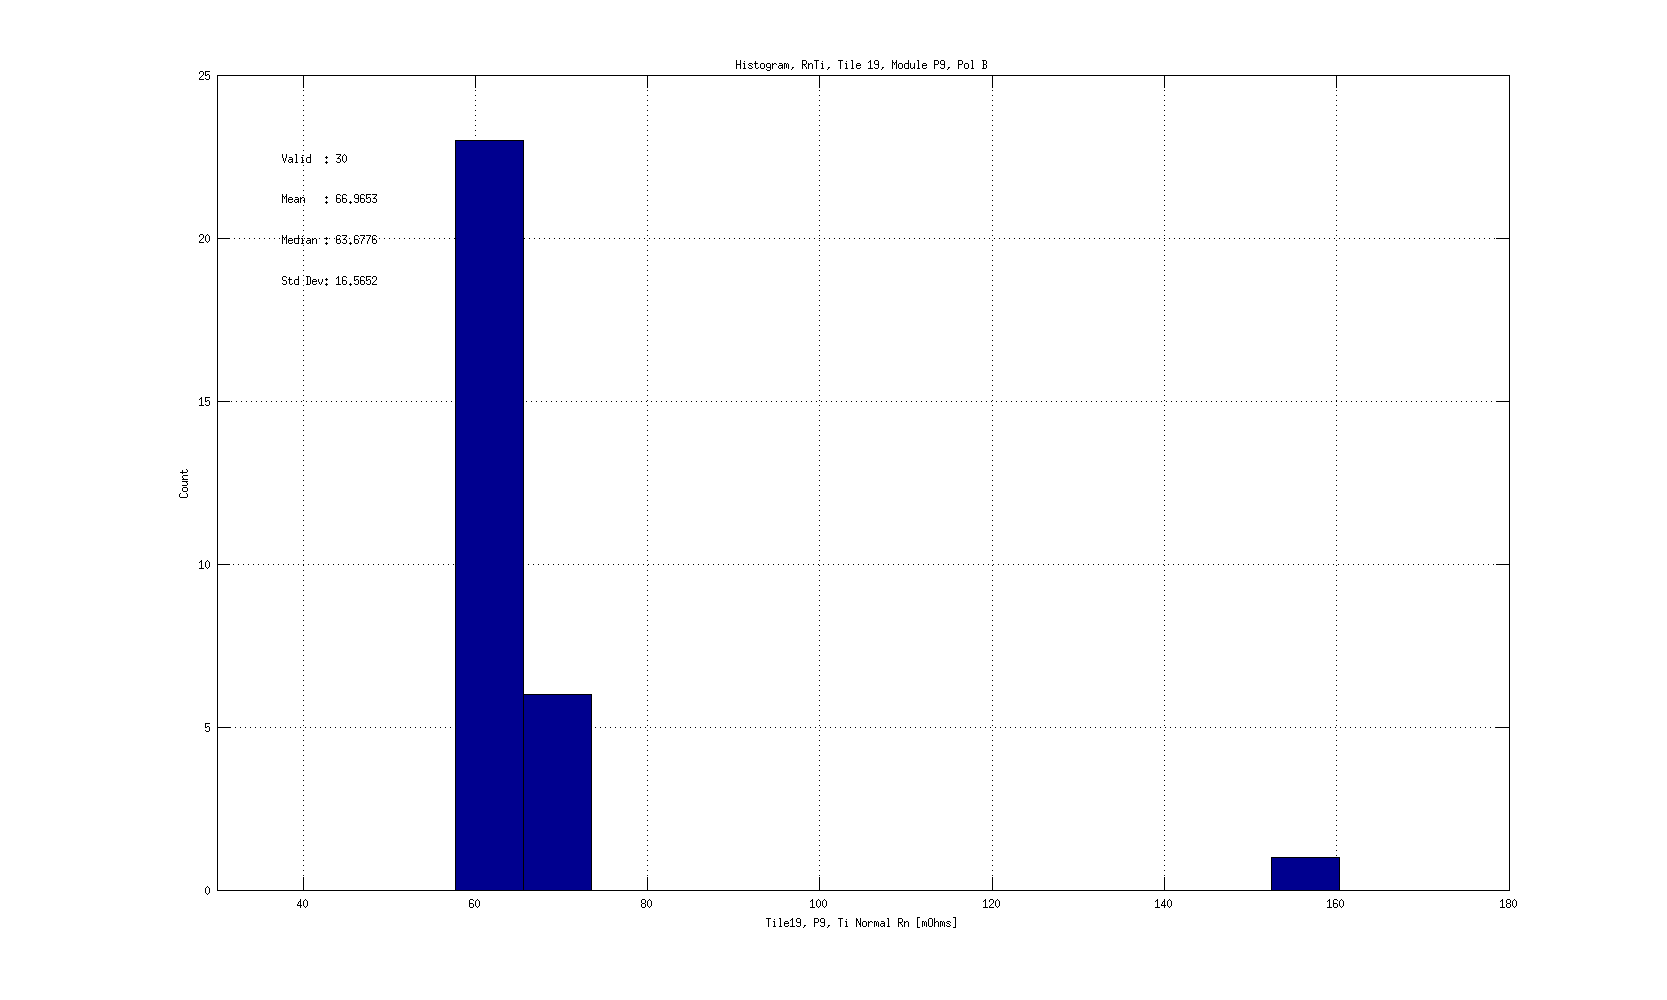 Histogram, RnTi, Tile 19, Module P9, Pol B
25
Valid : 30
Mean : 66.9653
20
Median : 63.6776
Std Dev: 16.5652
15
Count
10
5
0
40 60 80 100 120 140 160 180
Tile19, P9, Ti Normal Rn [mOhms]